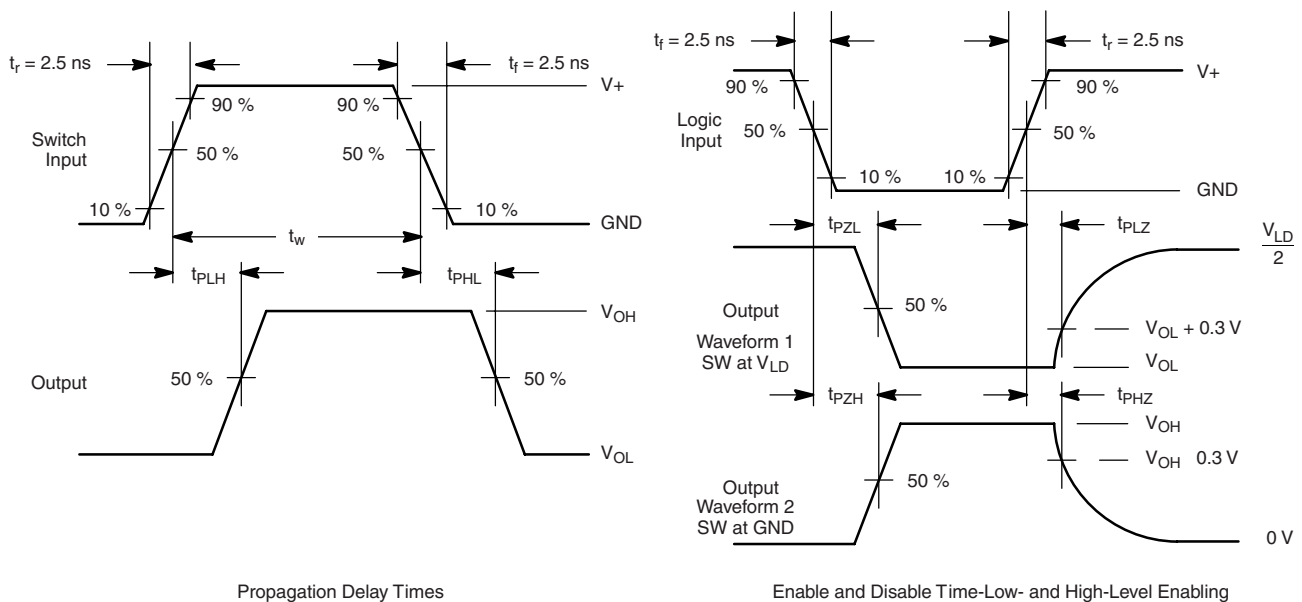 tr = 2.5 ns
tf = 2.5 ns
V+
90 %
90 %
Switch
Input
50 %
50 %
10 %
10 %
GND
tw
tPLH
tPHL
VOH
Output
50 %
50 %
VOL
Propagation Delay Times
tf = 2.5 ns
tr = 2.5 ns
V+
90 %
90 %
Logic
Input
50 %
50 %
10 %
10 %
GND
tPZL
tPLZ
VLD
2
50 %
Output
Waveform 1
SW at VLD
VOL + 0.3 V
VOL
tPZH
tPHZ
VOH
VOH 0.3 V
50 %
Output
Waveform 2
SW at GND
0 V
Enable and Disable Time-Low- and High-Level Enabling